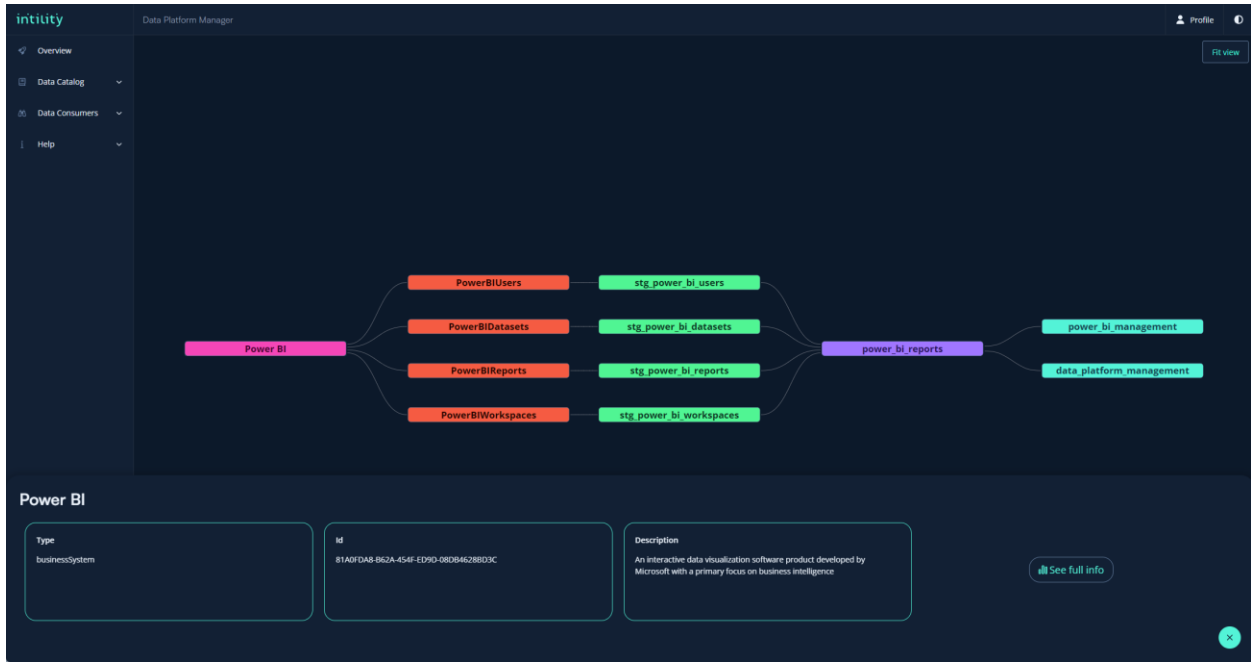 intility
Data Platform Manager
Profile
Overview
Data Catalog
Data Consumers
Help
Fit view
PowerBIUsers
stg_power_bi_users
PowerBIDatasets
stg_power_bi_datasets
power_bi_management
Power BI
power_bi_reports
PowerBIReports
stg_power_bi_reports
data_platform_management
PowerBIWorkspaces
stg_power_bi_workspaces
Power BI
Type
businessSystem
Id
81A0FDA8-B62A-454F-ED9D-08DB4628BD3C
Description
An interactive data visualization software product developed by
Microsoft with a primary focus on business intelligence
See full info